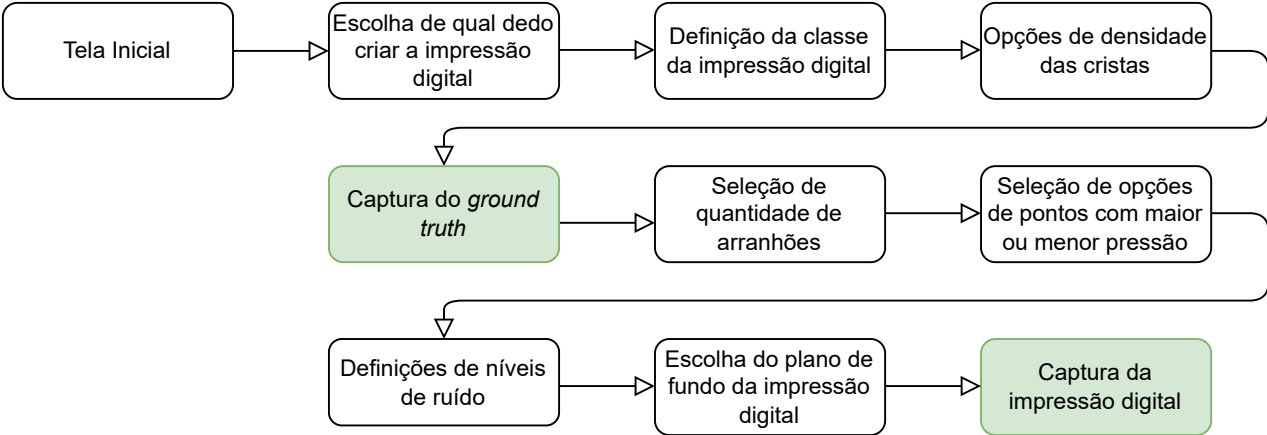 Tela Inicial
Escolha de qual dedo
criar a impressão
digital
Definição da classe
da impressão digital
Opções de densidade
das cristas
Captura do ground
truth
Seleção de
quantidade de
arranhões
Seleção de opções
de pontos com maior
ou menor pressão
Definições de níveis
de ruído
Escolha do plano de
fundo da impressão
digital
Captura da
impressão digital